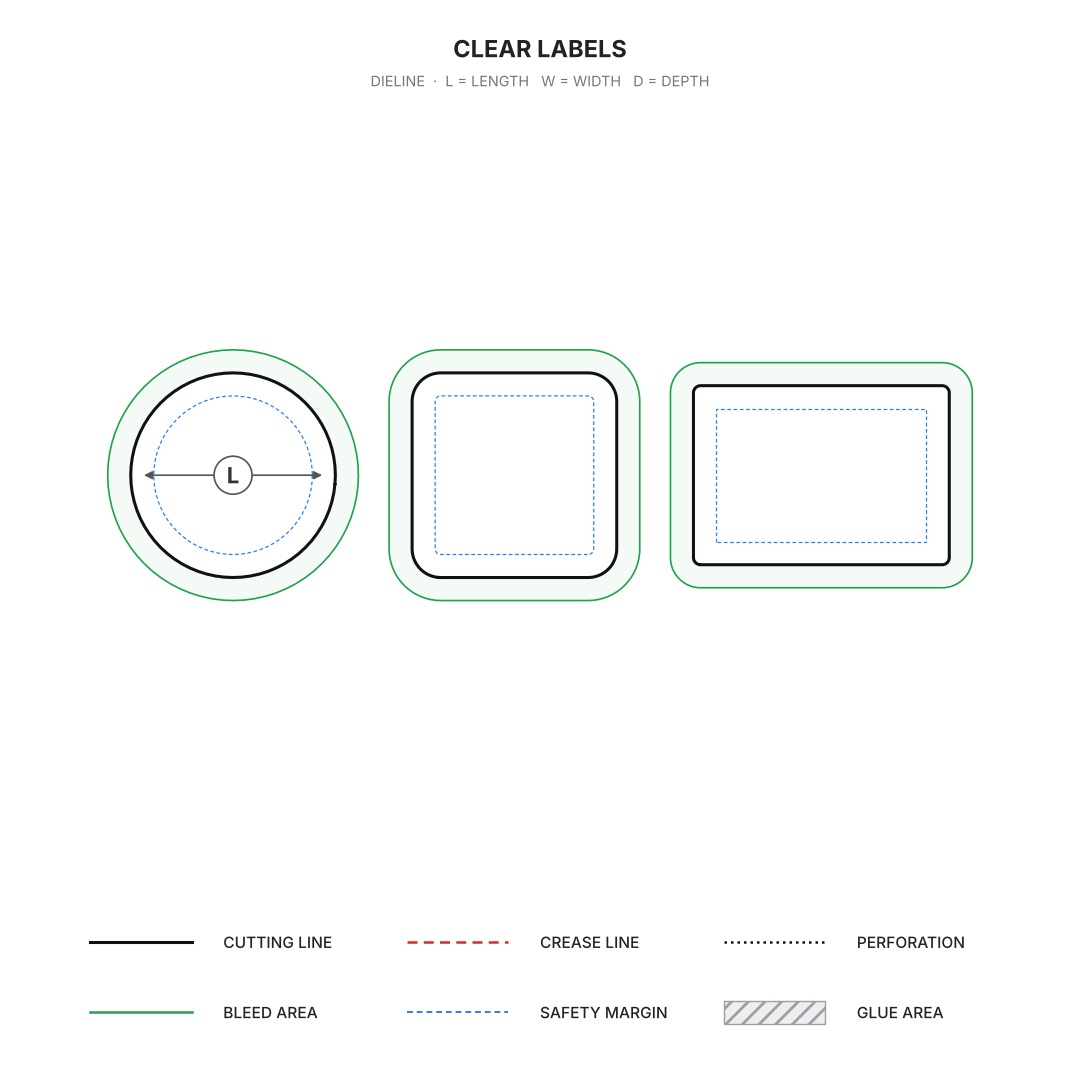 CLEAR LABELS
DIELINE · L = LENGTH W = WIDTH D = DEPTH
L
CUTTING LINE
CREASE LINE
PERFORATION
BLEED AREA
SAFETY MARGIN
GLUE AREA